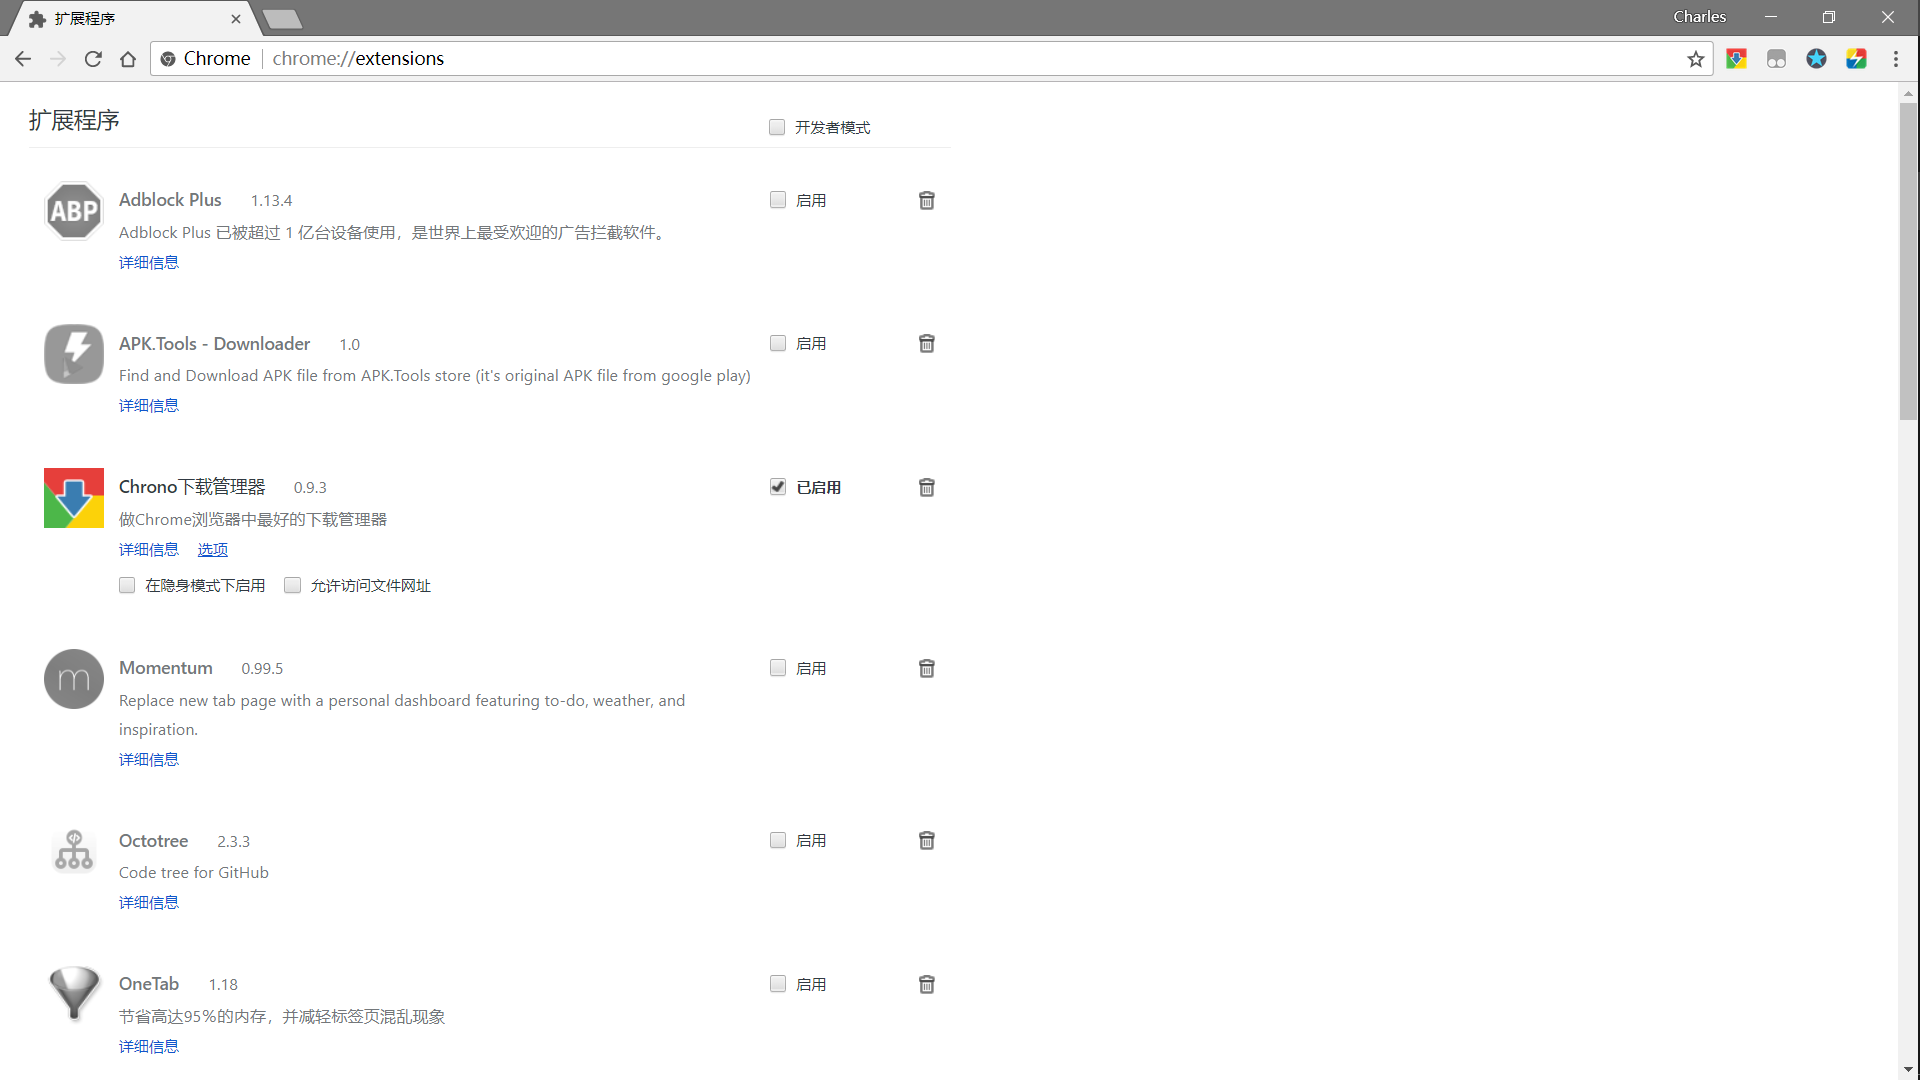 扩展程序
Charles
Chrome
chrome://extensions
扩展程序
开发者模式
ABP
Adblock Plus 1.13.4
启用
Adblock Plus 已被超过 1 亿台设备使用，是世界上最受欢迎的广告拦截软件。
详细信息
APK.Tools - Downloader 1.0
启用
Find and Download APK file from APK.Tools store (it's original APK file from google play)
详细信息
Chrono下载管理器 0.9.3
已启用
做Chrome浏览器中最好的下载管理器
详细信息 选项
在隐身模式下启用 允许访问文件网址
m
Momentum 0.99.5
启用
Replace new tab page with a personal dashboard featuring to-do, weather, and
inspiration.
详细信息
Octotree 2.3.3
启用
Code tree for GitHub
详细信息
OneTab 1.18
启用
节省高达95％的内存，并减轻标签页混乱现象
详细信息